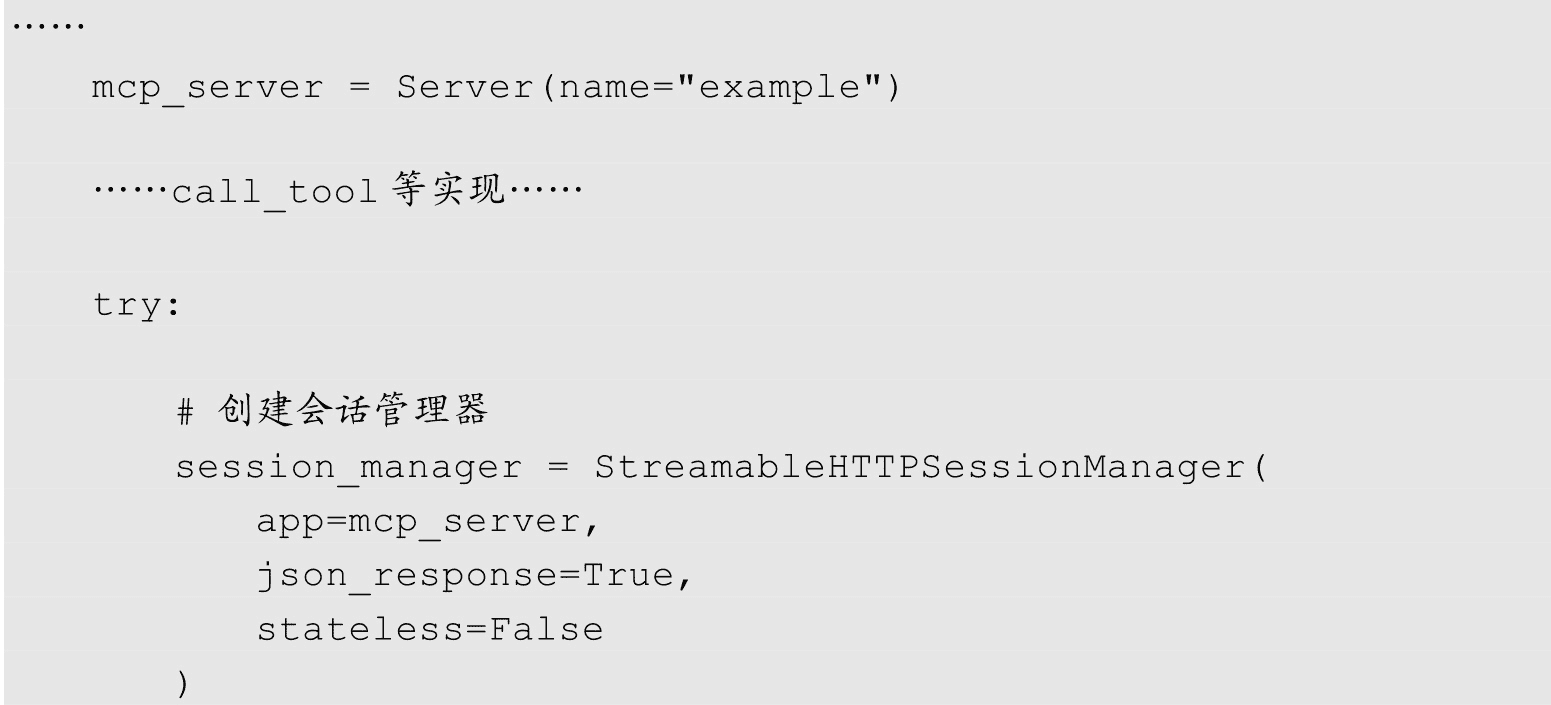 ……
mcp_server = Server(name="example")
……call_tool 等实现……
try:
# 创建会话管理器
session_manager = StreamableHTTPSessionManager(
app=mcp_server,
json_response=True,
stateless=False
)